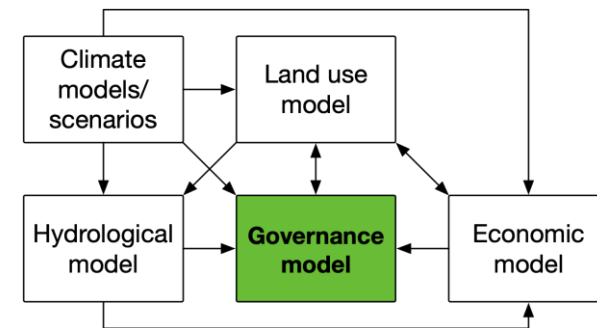 Climate
models/
scenarios
Land use
model
Hydrological
model
Governance
model
Economic
model